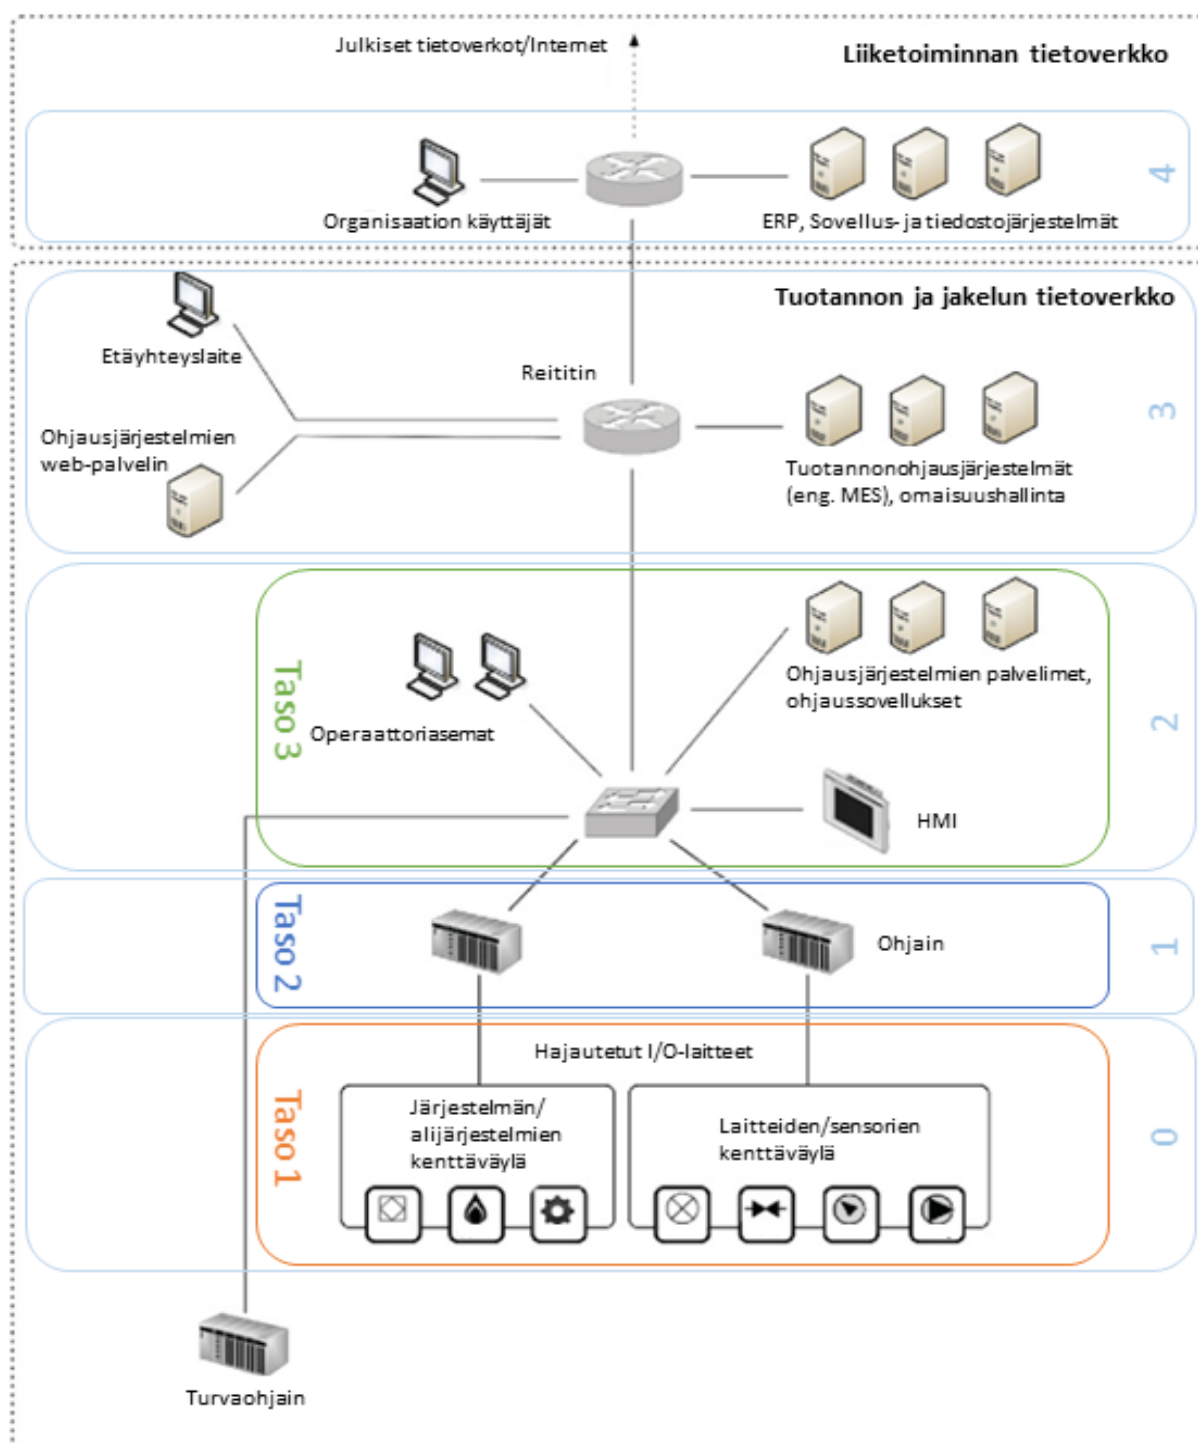 Julkiset tietoverkot/Internet
Liiketoiminnan tietoverkko
Organisaation käyttäjät
ERP, Sovellus- ja tiedostojärjestelmät
4
Tuotannon ja jakelun tietoverkko
Etäyhteyslaite
Reititin
Ohjausjärjestelmien
web-palvelin
Tuotannonohjausjärjestelmät
(eng. MES), omaisuushallinta
3
Taso 3
Operaattoriasemat
Ohjausjärjestelmien palvelimet,
ohjaussovellukset
HMI
2
Taso 2
Ohjain
1
Taso 1
Hajautetut I/O-laitteet
Järjestelmän/
alijärjestelmien
kenttäväylä
Laitteiden/sensorien
kenttäväylä
0
Turvaohjain